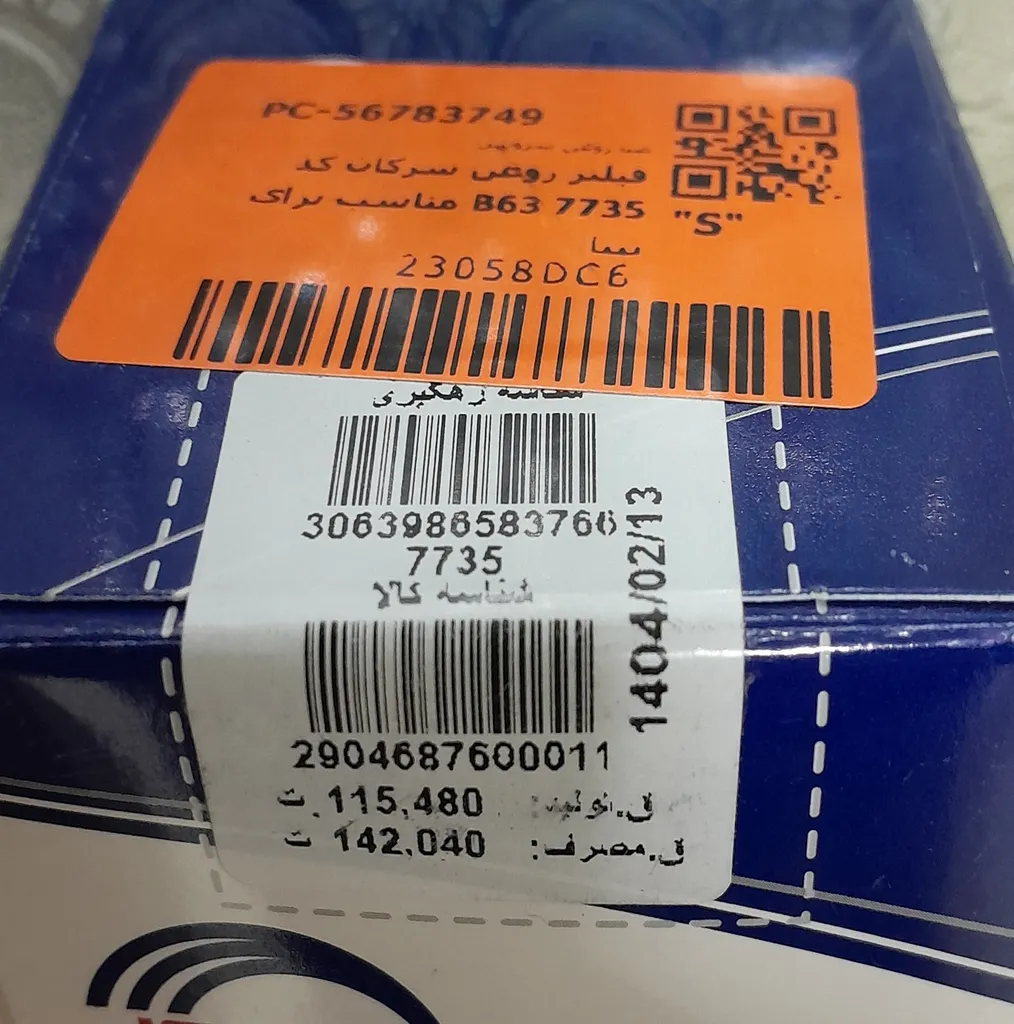 PC-56783749
فیلتر روغن سرکان کد
B63 7735 مناسب برای
"S"
23058DC6
شناسه رهگیری
3063986583766
7735
شناسه کالا
2904687600011
ق.تولید: 115,480 ت
ق.مصرف: 142,040 ت
1404/02/13